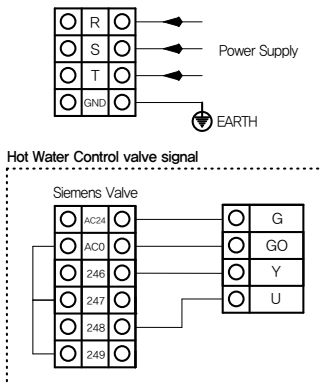 R
S
T
GND
Power Supply
EARTH
Hot Water Control valve signal
Siemens Valve
AC24
AC0
246
247
248
249
G
GO
Y
U